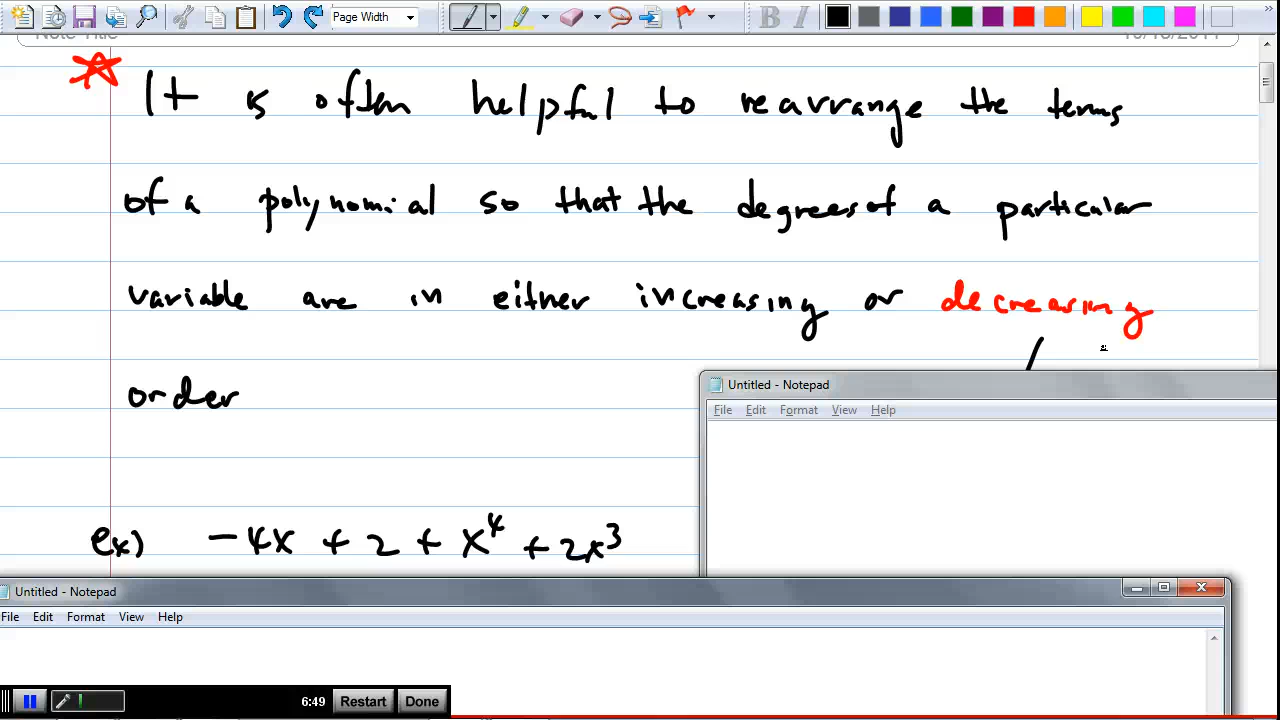 Page Width
B I U
It is often helpful to rearrange the terms
of a polynomial so that the degrees of a particular
variable are in either increasing or decreasing
order
Untitled - Notepad
File Edit Format View Help
ex) -4x + 2 + x⁴ + 2x³
Untitled - Notepad
File Edit Format View Help
6:49 Restart Done